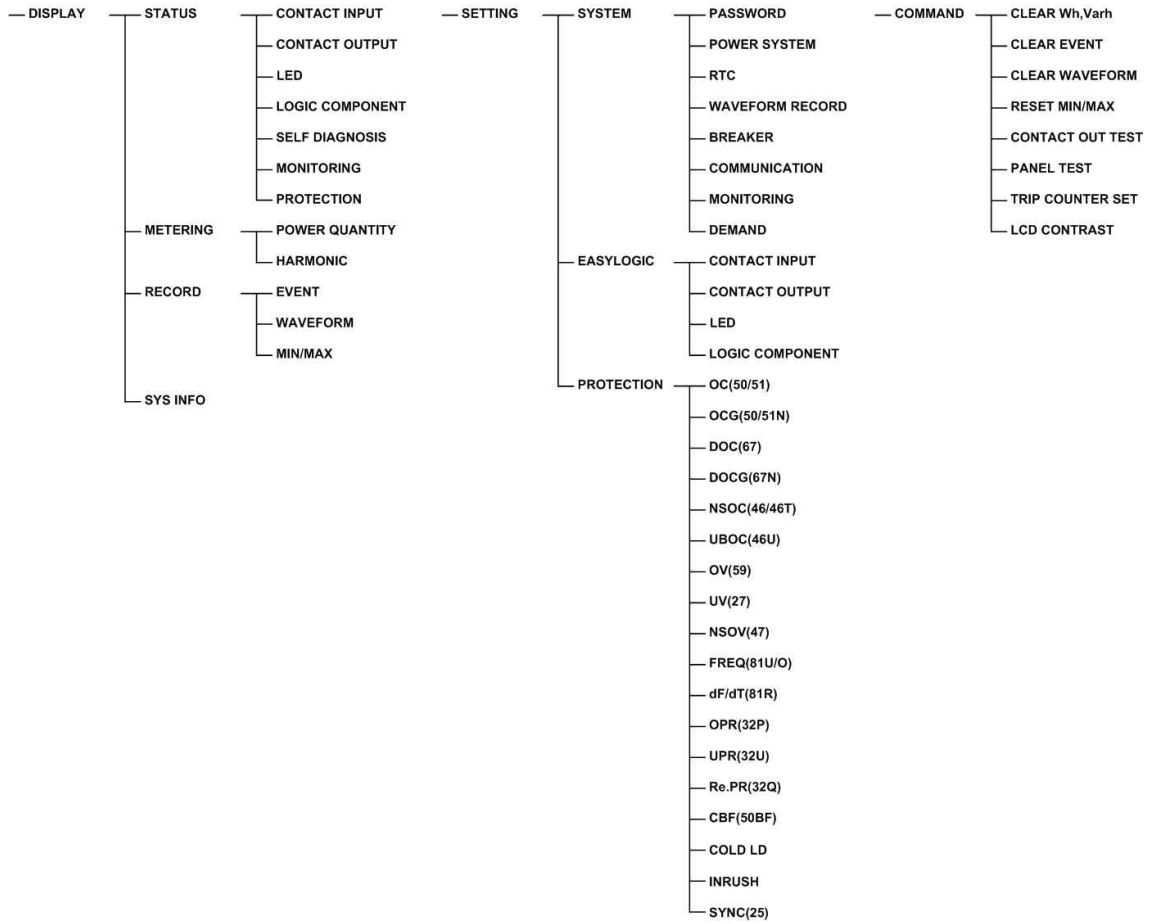 DISPLAY
STATUS
CONTACT INPUT
CONTACT OUTPUT
LED
LOGIC COMPONENT
SELF DIAGNOSIS
MONITORING
PROTECTION
METERING
POWER QUANTITY
HARMONIC
RECORD
EVENT
WAVEFORM
MIN/MAX
SYS INFO
SETTING
SYSTEM
PASSWORD
POWER SYSTEM
RTC
WAVEFORM RECORD
BREAKER
COMMUNICATION
MONITORING
DEMAND
EASYLOGIC
CONTACT INPUT
CONTACT OUTPUT
LED
LOGIC COMPONENT
PROTECTION
OC(50/51)
OCG(50/51N)
DOC(67)
DOCG(67N)
NSOC(46/46T)
UBOC(46U)
OV(59)
UV(27)
NSOV(47)
FREQ(81U/O)
dF/dT(81R)
OPR(32P)
UPR(32U)
Re.PR(32Q)
CBF(50BF)
COLD LD
INRUSH
SYNC(25)
COMMAND
CLEAR Wh,Varh
CLEAR EVENT
CLEAR WAVEFORM
RESET MIN/MAX
CONTACT OUT TEST
PANEL TEST
TRIP COUNTER SET
LCD CONTRAST